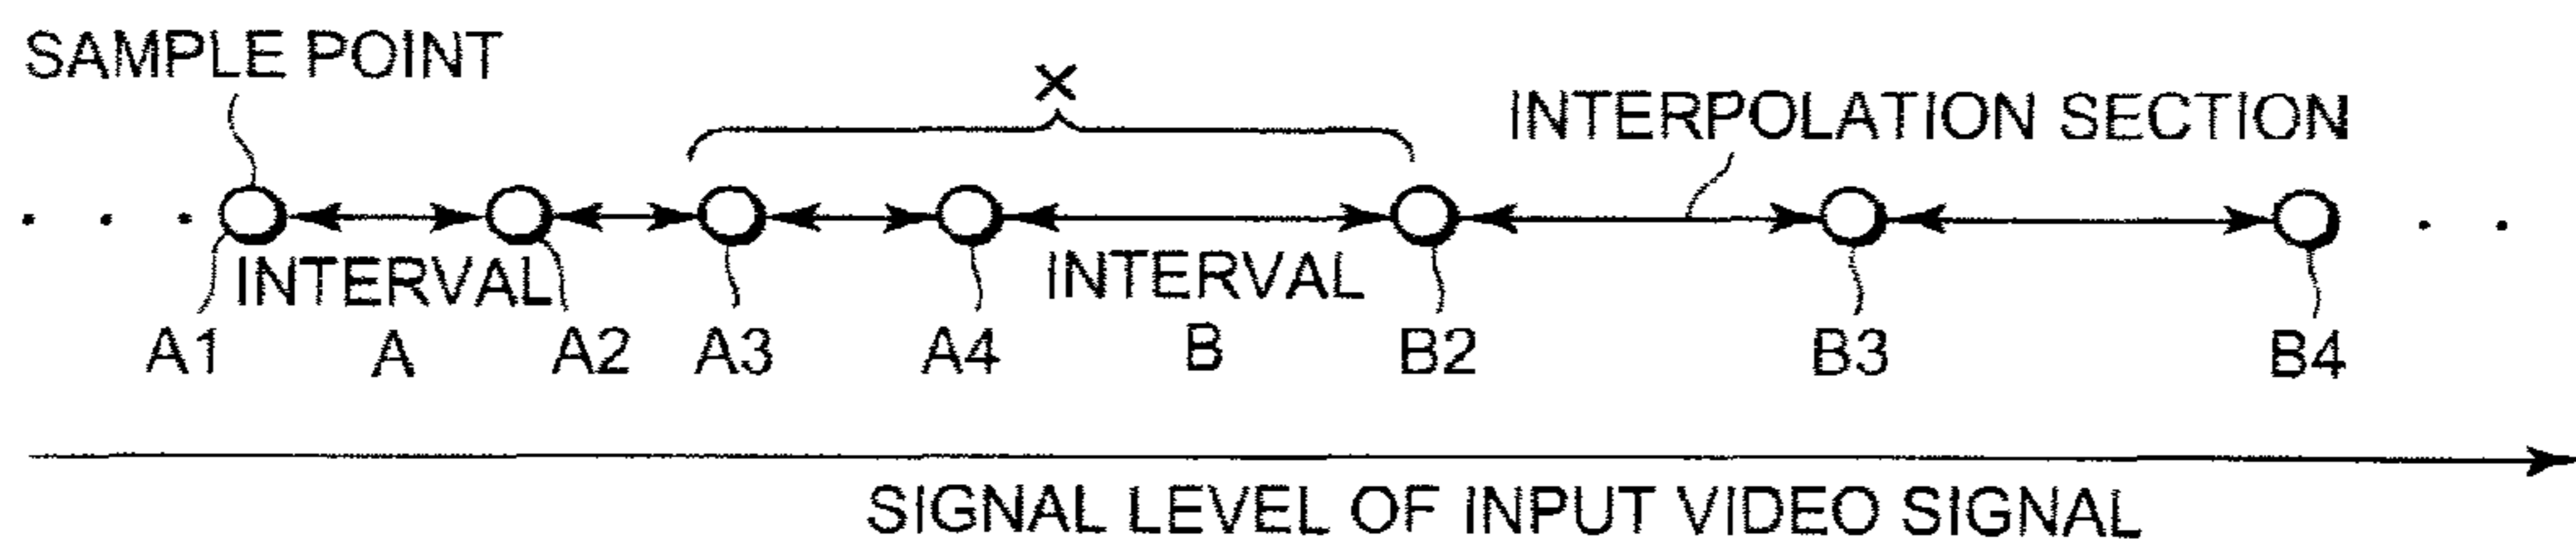 SAMPLE POINT
X
INTERPOLATION SECTION
INTERVAL
INTERVAL
A1 A A2 A3 A4 B B2 B3 B4
SIGNAL LEVEL OF INPUT VIDEO SIGNAL